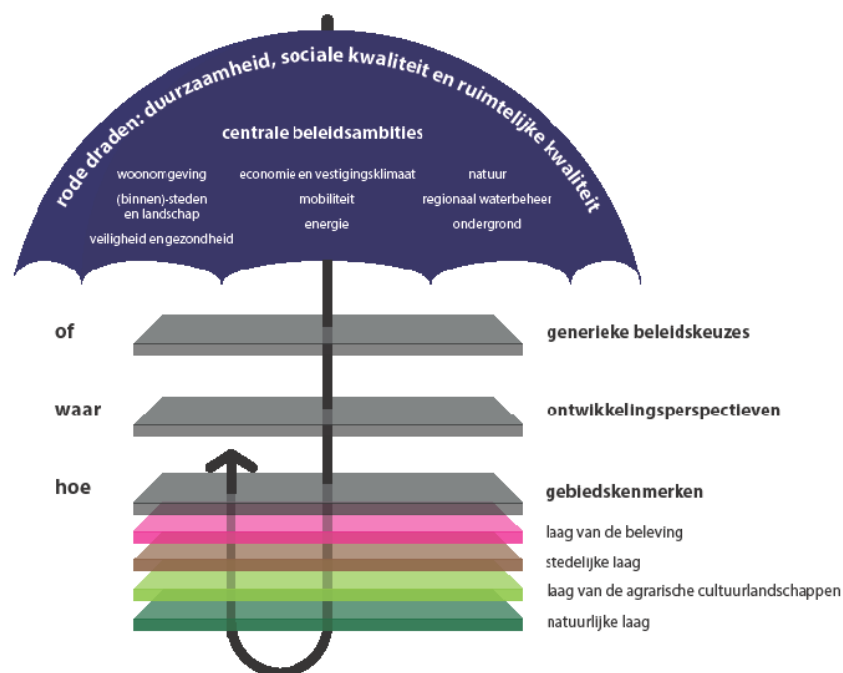 rode draden: duurzaamheid, sociale kwaliteit en ruimtelijke kwaliteit
centrale beleidsambities
woonomgeving
(binnen)-steden
en landschap
veiligheid en gezondheid
economie en vestigingsklimaat
mobiliteit
energie
natuur
regionaal waterbeheer
ondergrond
of
generieke beleidskeuzes
waar
ontwikkelingsperspectieven
hoe
gebiedskenmerken
laag van de beleving
stedelijke laag
laag van de agrarische cultuurlandschappen
natuurlijke laag